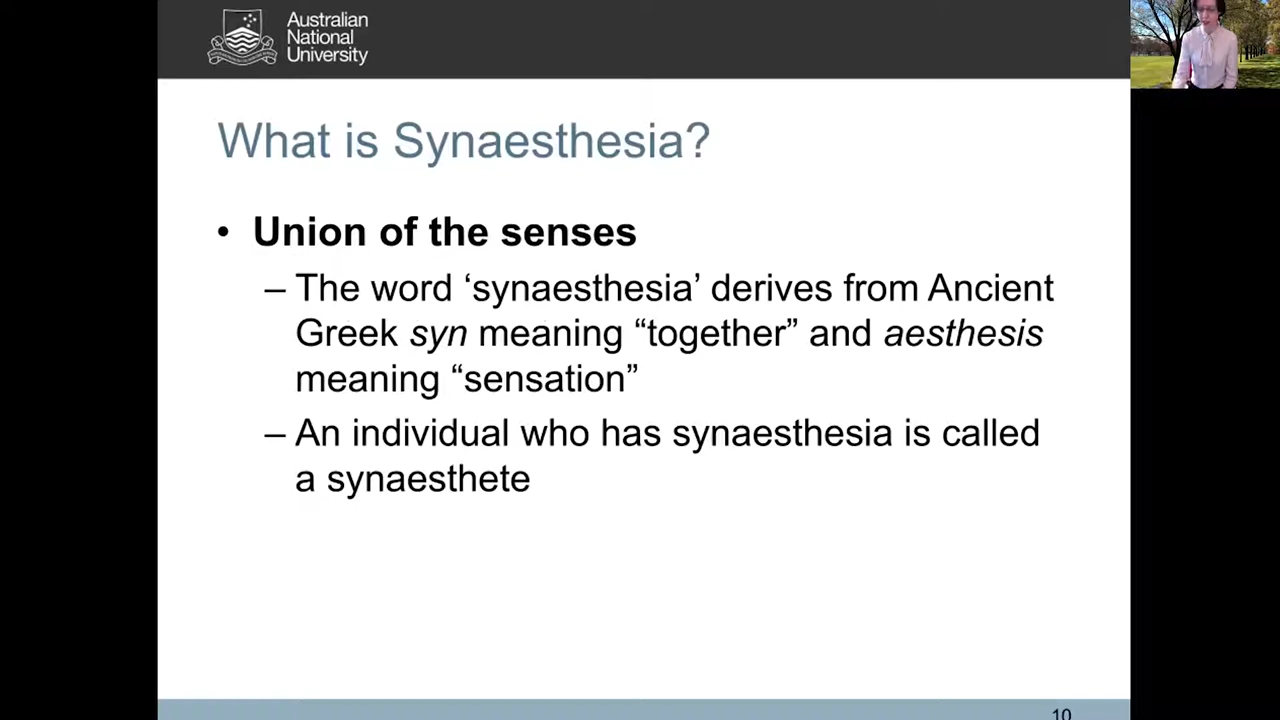 Australian
National
University
What is Synaesthesia?
• Union of the senses
– The word ‘synaesthesia’ derives from Ancient
Greek syn meaning “together” and aesthesis
meaning “sensation”
– An individual who has synaesthesia is called
a synaesthete
10